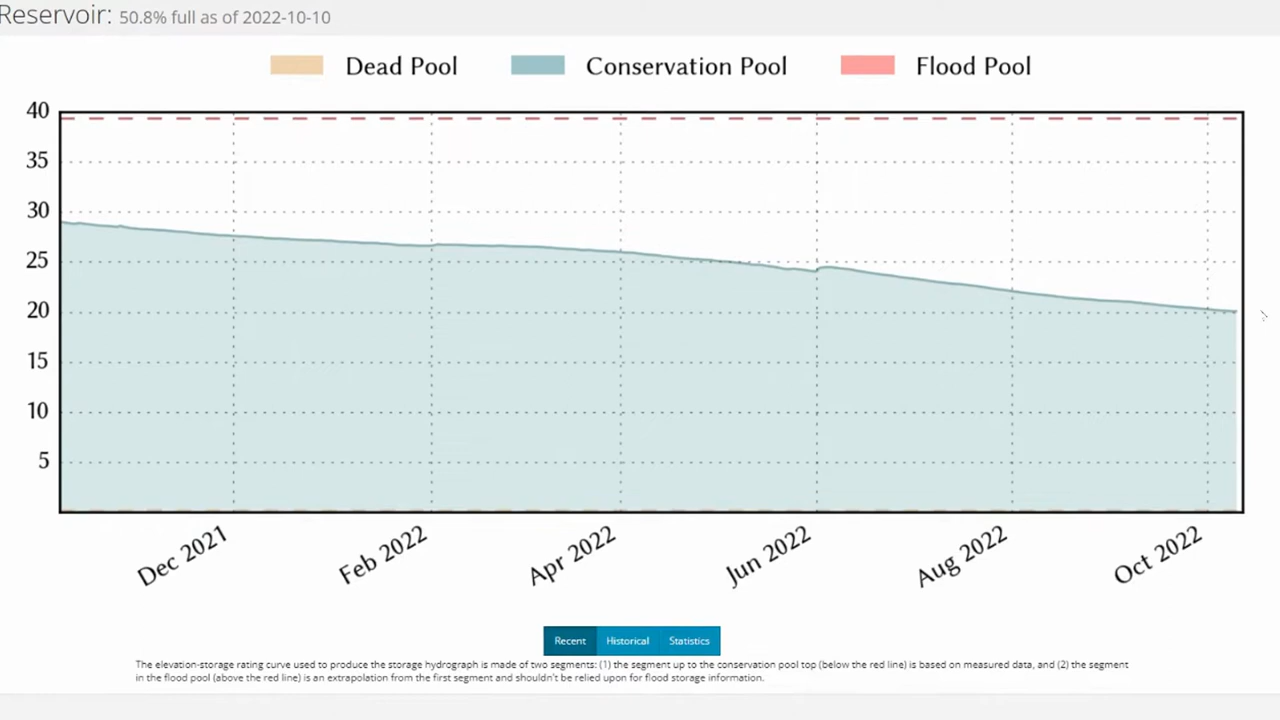 Reservoir: 50.8% full as of 2022-10-10
Dead Pool Conservation Pool Flood Pool
40
35
30
25
20
15
10
5
Dec 2021 Feb 2022 Apr 2022 Jun 2022 Aug 2022 Oct 2022
Recent Historical Statistics
The elevation-storage rating curve used to produce the storage hydrograph is made of two segments: (1) the segment up to the conservation pool top (below the red line) is based on measured data, and (2) the segment
in the flood pool (above the red line) is an extrapolation from the first segment and shouldn't be relied upon for flood storage information.